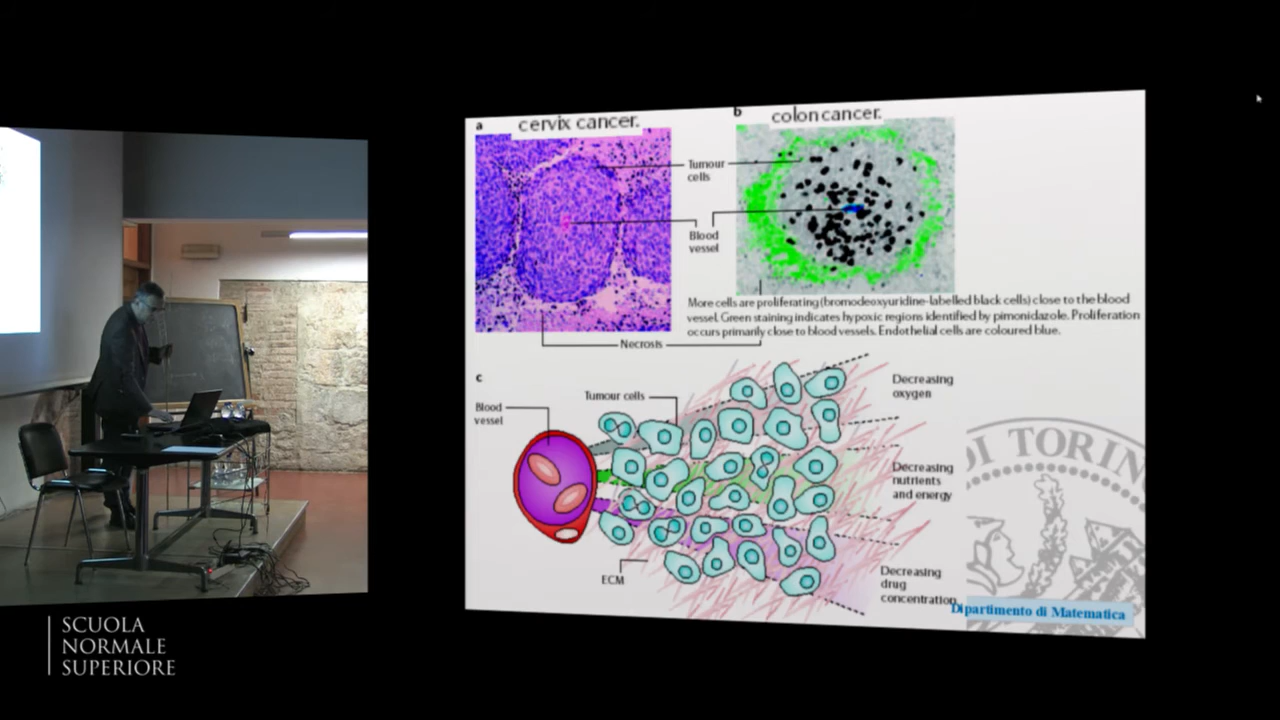 a
cervix cancer.
b
colon cancer.
Tumour
cells
Blood
vessel
More cells are proliferating (bromodeoxyuridine-labelled black cells) close to the blood
vessel. Green staining indicates hypoxic regions identified by pimonidazole. Proliferation
occurs primarily close to blood vessels. Endothelial cells are coloured blue.
Necrosis
c
Tumour cells
Blood
vessel
Decreasing
oxygen
Decreasing
nutrients
and energy
ECM
Decreasing
drug
concentration
DI TORIN
Dipartimento di Matematica
SCUOLA
NORMALE
SUPERIORE